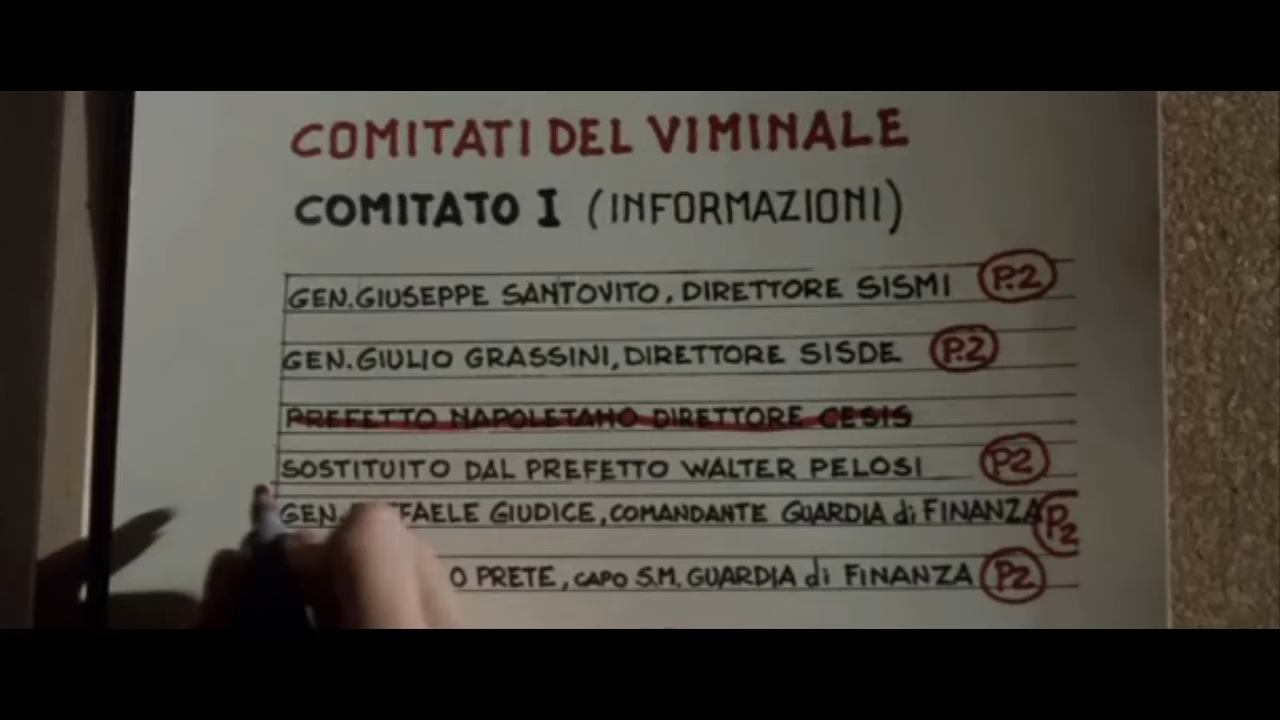 COMITATI DEL VIMINALE
COMITATO I (INFORMAZIONI)
GEN. GIUSEPPE SANTOVITO, DIRETTORE SISMI P.2
GEN. GIULIO GRASSINI, DIRETTORE SISDE P.2
PREFETTO NAPOLETANO DIRETTORE CESIS
SOSTITUITO DAL PREFETTO WALTER PELOSI P2
GEN. FAELE GIUDICE, COMANDANTE GUARDIA di FINANZA P2
O PRETE, CAPO S.M. GUARDIA di FINANZA P2